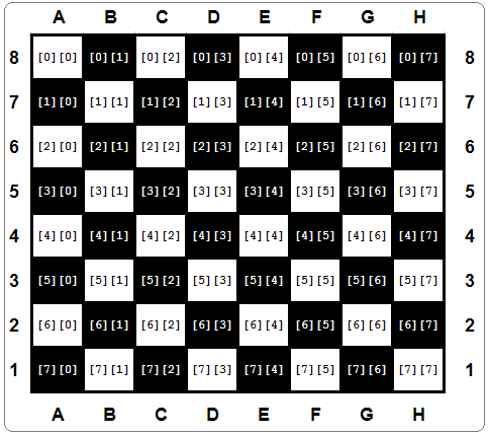 A B C D E F G H
8 [0][0] [0][1] [0][2] [0][3] [0][4] [0][5] [0][6] [0][7] 8
7 [1][0] [1][1] [1][2] [1][3] [1][4] [1][5] [1][6] [1][7] 7
6 [2][0] [2][1] [2][2] [2][3] [2][4] [2][5] [2][6] [2][7] 6
5 [3][0] [3][1] [3][2] [3][3] [3][4] [3][5] [3][6] [3][7] 5
4 [4][0] [4][1] [4][2] [4][3] [4][4] [4][5] [4][6] [4][7] 4
3 [5][0] [5][1] [5][2] [5][3] [5][4] [5][5] [5][6] [5][7] 3
2 [6][0] [6][1] [6][2] [6][3] [6][4] [6][5] [6][6] [6][7] 2
1 [7][0] [7][1] [7][2] [7][3] [7][4] [7][5] [7][6] [7][7] 1
A B C D E F G H